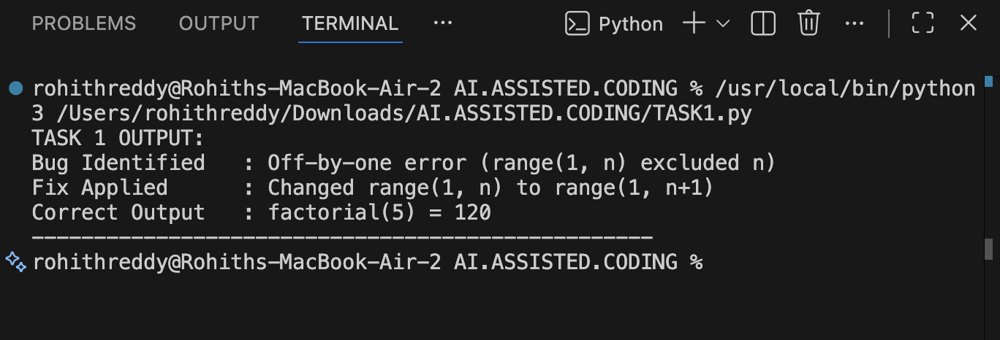 PROBLEMS OUTPUT TERMINAL ... Python
rohithreddy@Rohiths-MacBook-Air-2 AI.ASSISTED.CODING % /usr/local/bin/python
3 /Users/rohithreddy/Downloads/AI.ASSISTED.CODING/TASK1.py
TASK 1 OUTPUT:
Bug Identified   : Off-by-one error (range(1, n) excluded n)
Fix Applied      : Changed range(1, n) to range(1, n+1)
Correct Output   : factorial(5) = 120
--------------------------------------------------
rohithreddy@Rohiths-MacBook-Air-2 AI.ASSISTED.CODING %